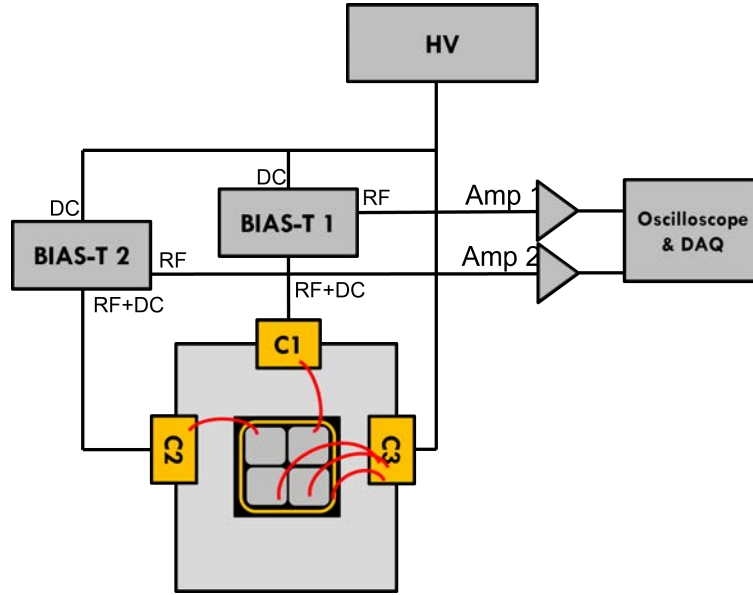 HV
DC
RF
Amp 1
BIAS-T 1
Oscilloscope
& DAQ
DC
BIAS-T 2
RF
Amp 2
RF+DC
RF+DC
C1
C2
C3